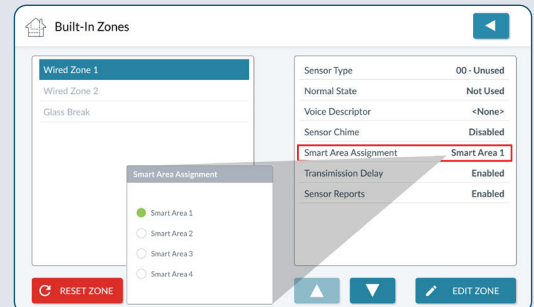 Built-In Zones
Wired Zone 1
Wired Zone 2
Glass Break
Sensor Type 00 - Unused
Normal State Not Used
Voice Descriptor <None>
Sensor Chime Disabled
Smart Area Assignment Smart Area 1
Transimission Delay Enabled
Sensor Reports Enabled
Smart Area Assignment
Smart Area 1
Smart Area 2
Smart Area 3
Smart Area 4
RESET ZONE
EDIT ZONE